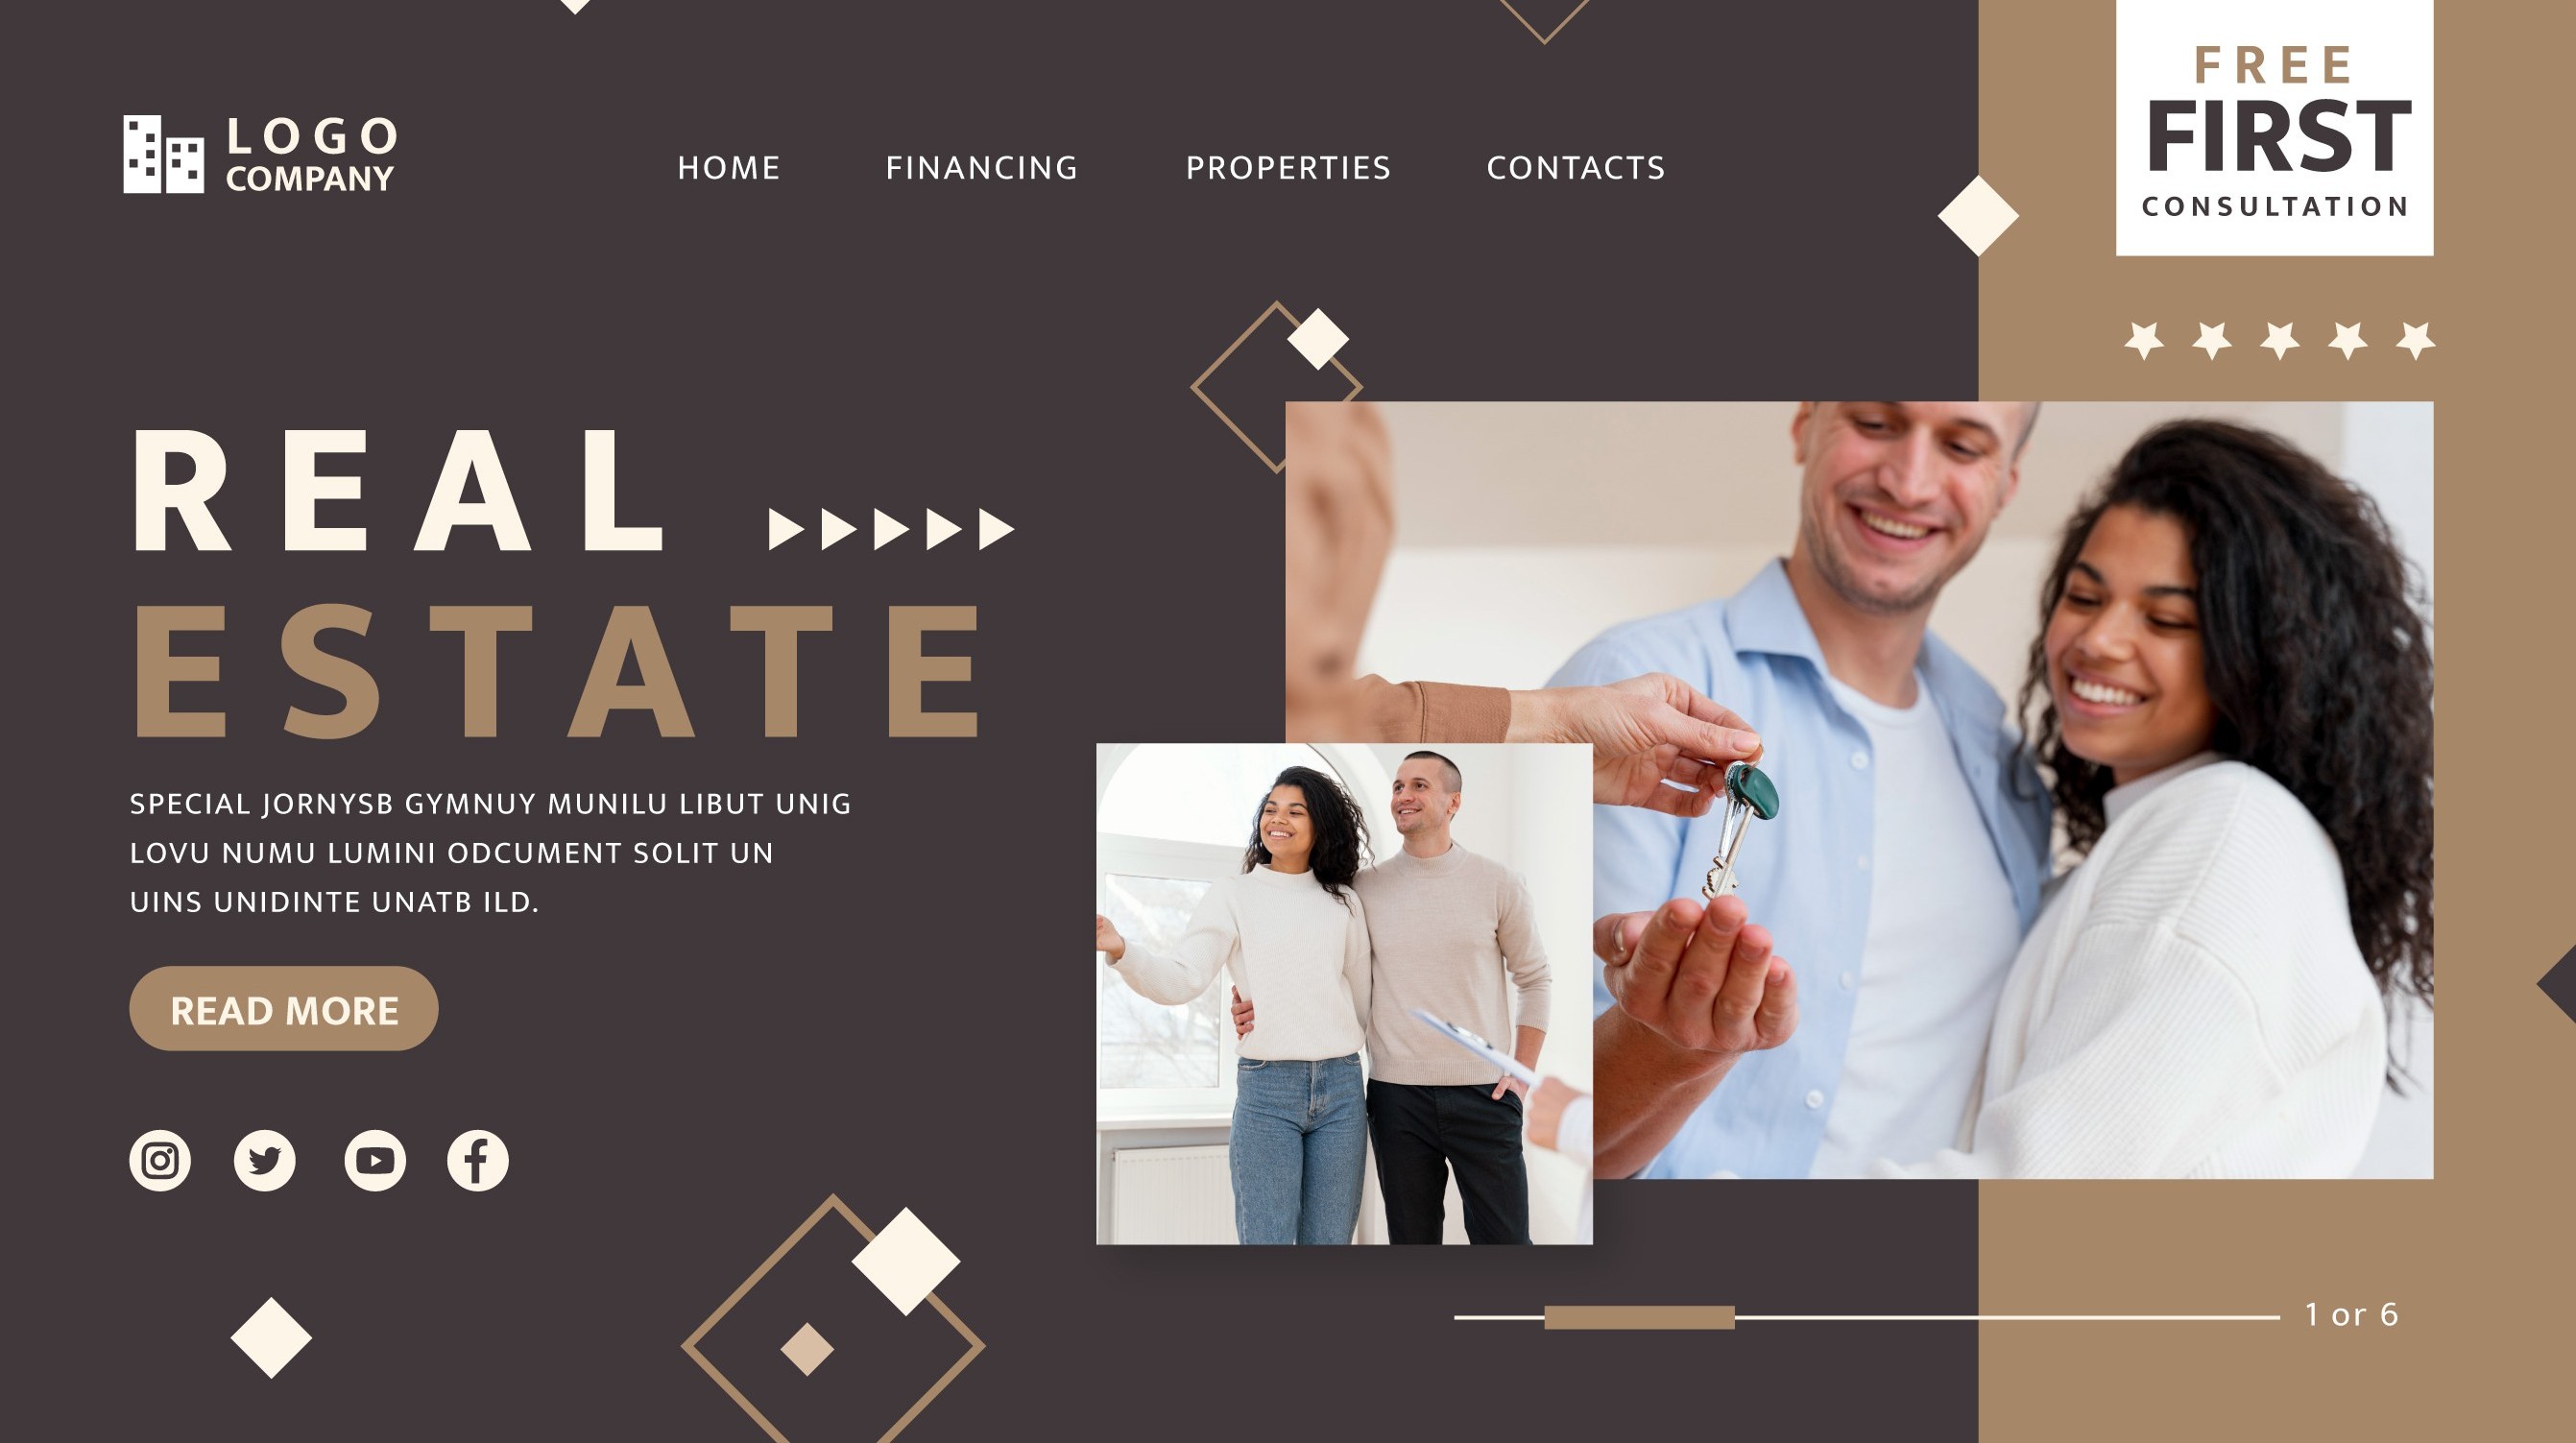 LOGO
COMPANY
HOME FINANCING PROPERTIES CONTACTS
FREE
FIRST
CONSULTATION
REAL
ESTATE
SPECIAL JORNYSB GYMNUY MUNILU LIBUT UNIG
LOVU NUMU LUMINI ODCUMENT SOLIT UN
UINS UNIDINTE UNATB ILD.
READ MORE
1 or 6